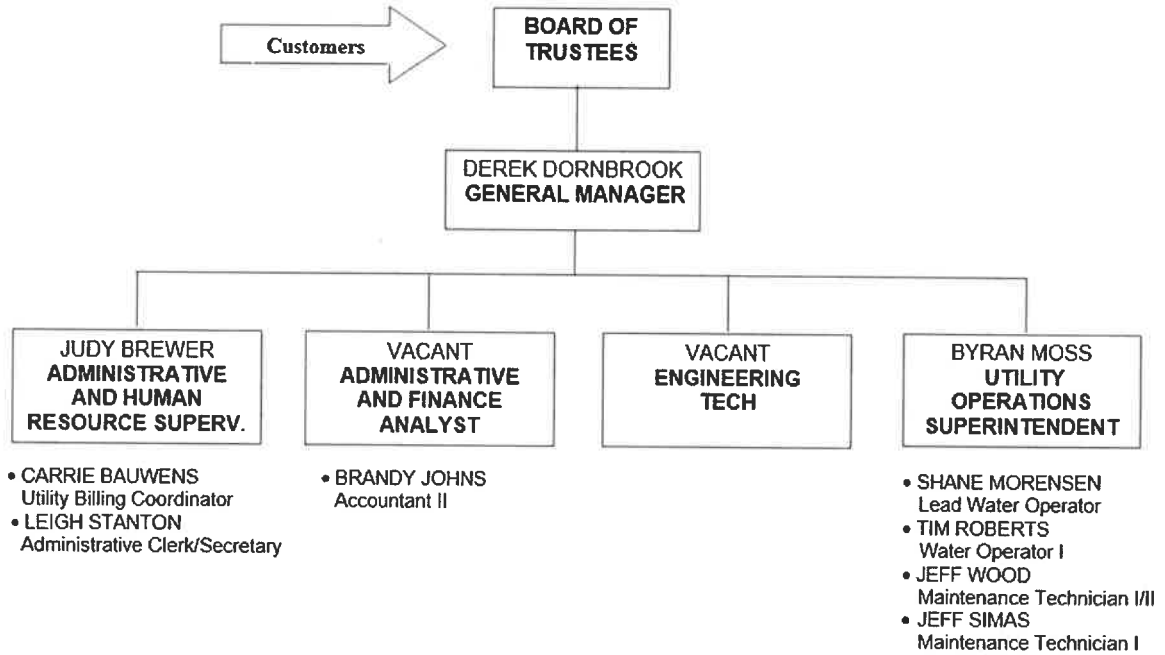 Customers
BOARD OF
TRUSTEES
DEREK DORNBROOK
GENERAL MANAGER
JUDY BREWER
ADMINISTRATIVE
AND HUMAN
RESOURCE SUPERV.
• CARRIE BAUWENS
Utility Billing Coordinator
• LEIGH STANTON
Administrative Clerk/Secretary
VACANT
ADMINISTRATIVE
AND FINANCE
ANALYST
• BRANDY JOHNS
Accountant II
VACANT
ENGINEERING
TECH
BYRAN MOSS
UTILITY
OPERATIONS
SUPERINTENDENT
• SHANE MORENSEN
Lead Water Operator
• TIM ROBERTS
Water Operator I
• JEFF WOOD
Maintenance Technician I/II
• JEFF SIMAS
Maintenance Technician I